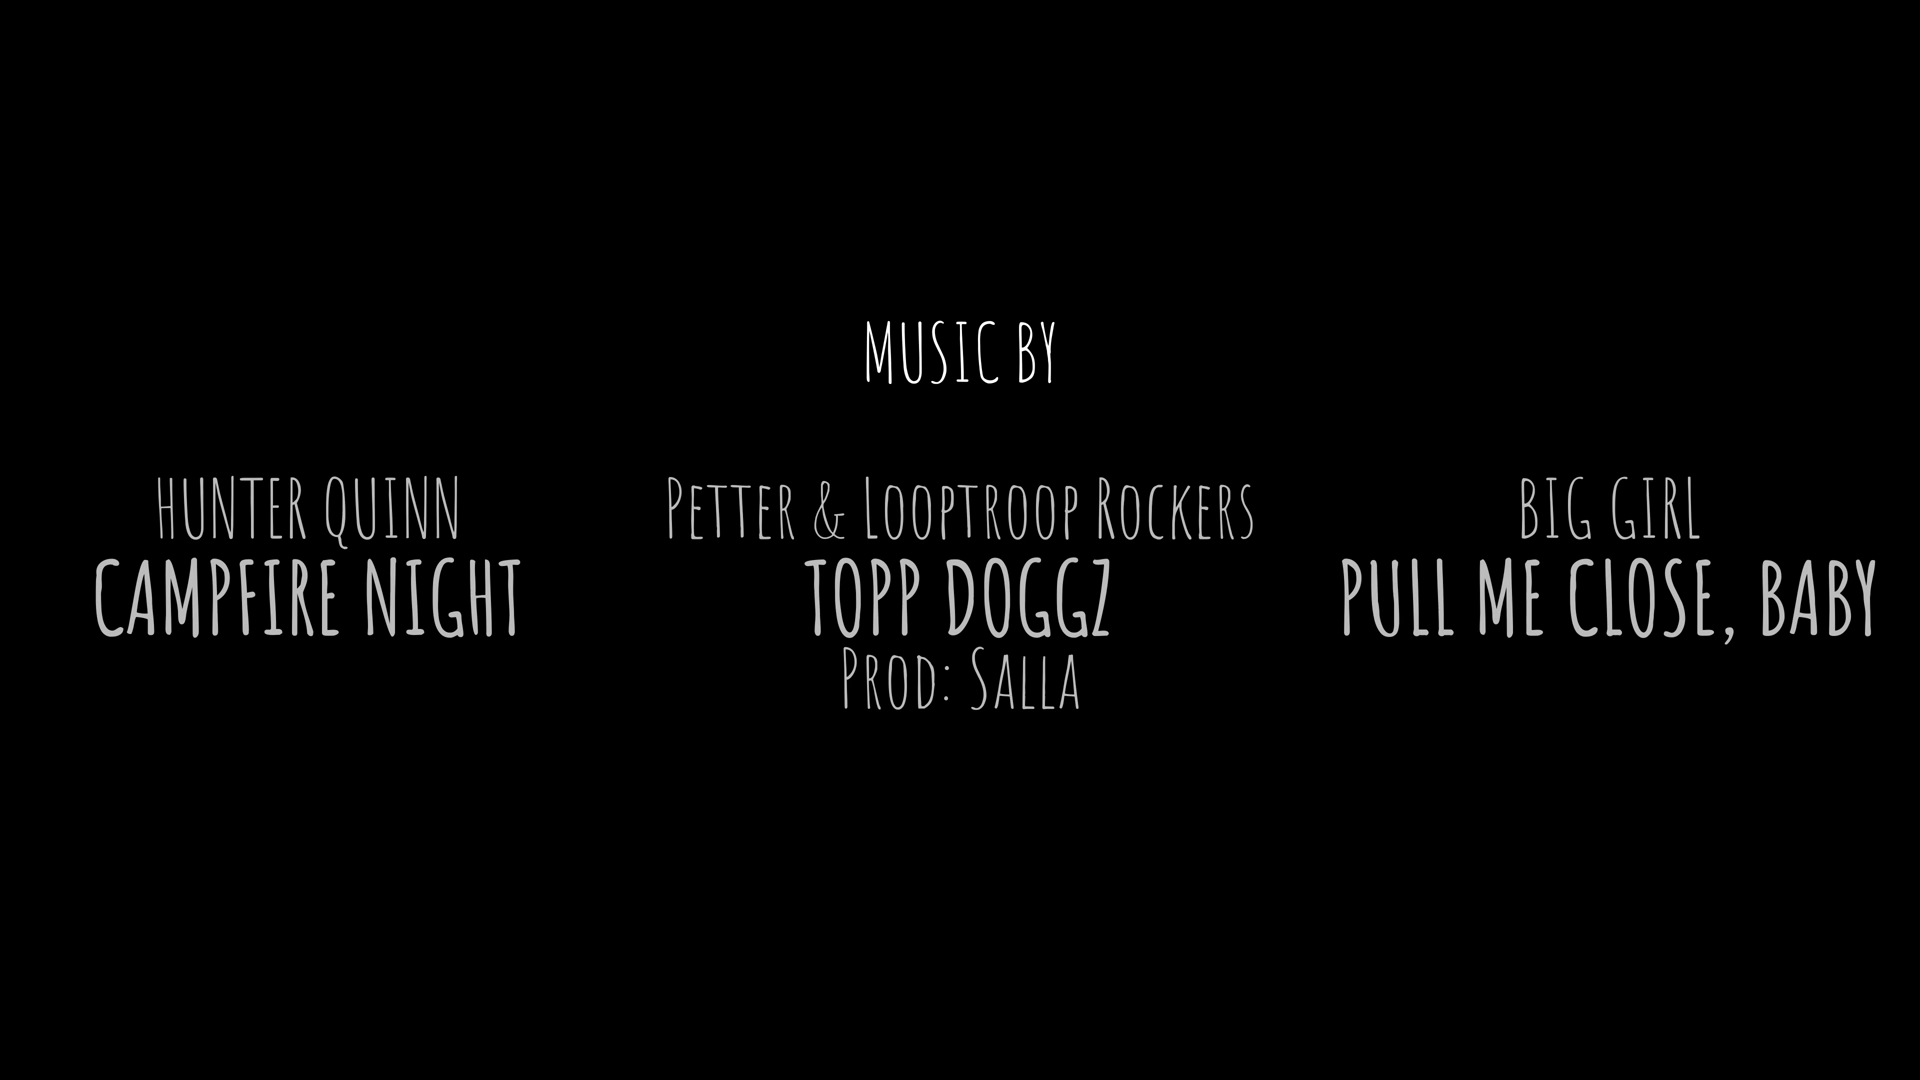 MUSIC BY
HUNTER QUINN
CAMPFIRE NIGHT
Petter & Looptroop Rockers
TOPP DOGGZ
Prod: Salla
BIG GIRL
PULL ME CLOSE, BABY